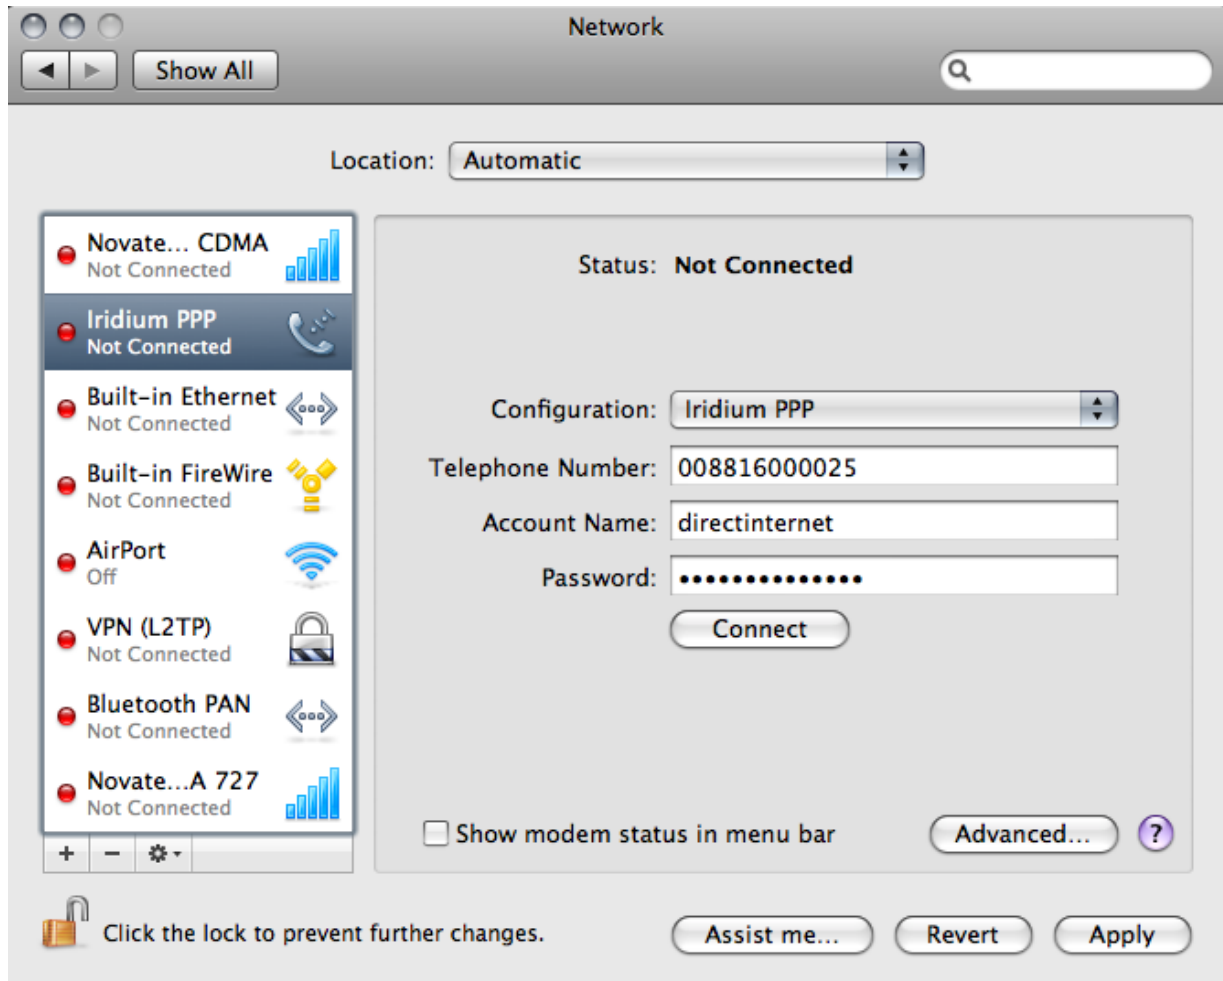 Network
Show All
Location: Automatic
Novate... CDMA
Not Connected
Iridium PPP
Not Connected
Built-in Ethernet
Not Connected
Built-in FireWire
Not Connected
AirPort
Off
VPN (L2TP)
Not Connected
Bluetooth PAN
Not Connected
Novate...A 727
Not Connected
Status: Not Connected
Configuration: Iridium PPP
Telephone Number: 008816000025
Account Name: directinternet
Password: ••••••••••••••
Connect
Show modem status in menu bar
Advanced... ?
Click the lock to prevent further changes.
Assist me... Revert Apply